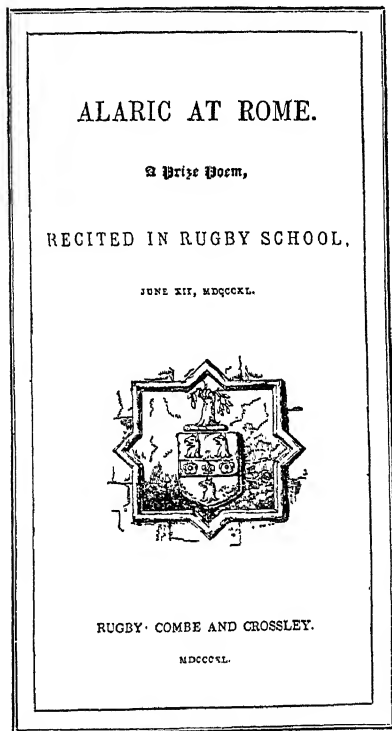 ALARIC AT ROME.
A Prize Poem,
RECITED IN RUGBY SCHOOL,
JUNE XII, MDCCCXL.
RUGBY· COMBE AND CROSSLEY.
MDCCCXL.